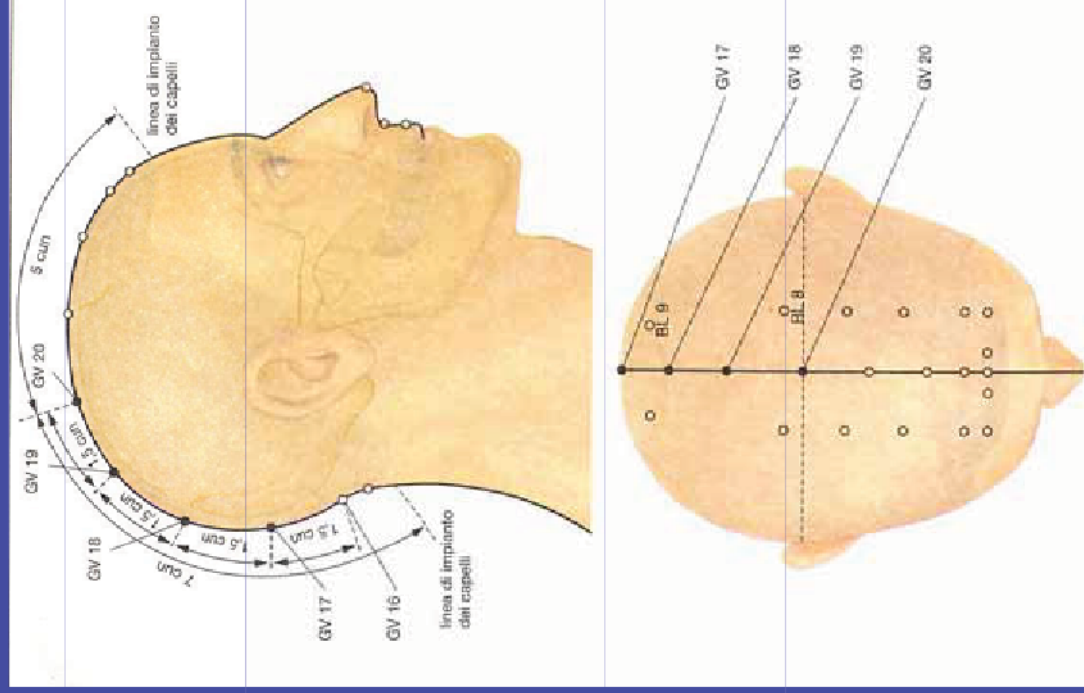 linea di impianto
dei capelli
5 cun
GV 20
GV 19
1,5 cun
1,5 cun
GV 18
1,5 cun
7 cun
1,5 cun
GV 17
GV 16
linea di impianto
dei capelli
GV 17
GV 18
GV 19
GV 20
BL 9
BL 8